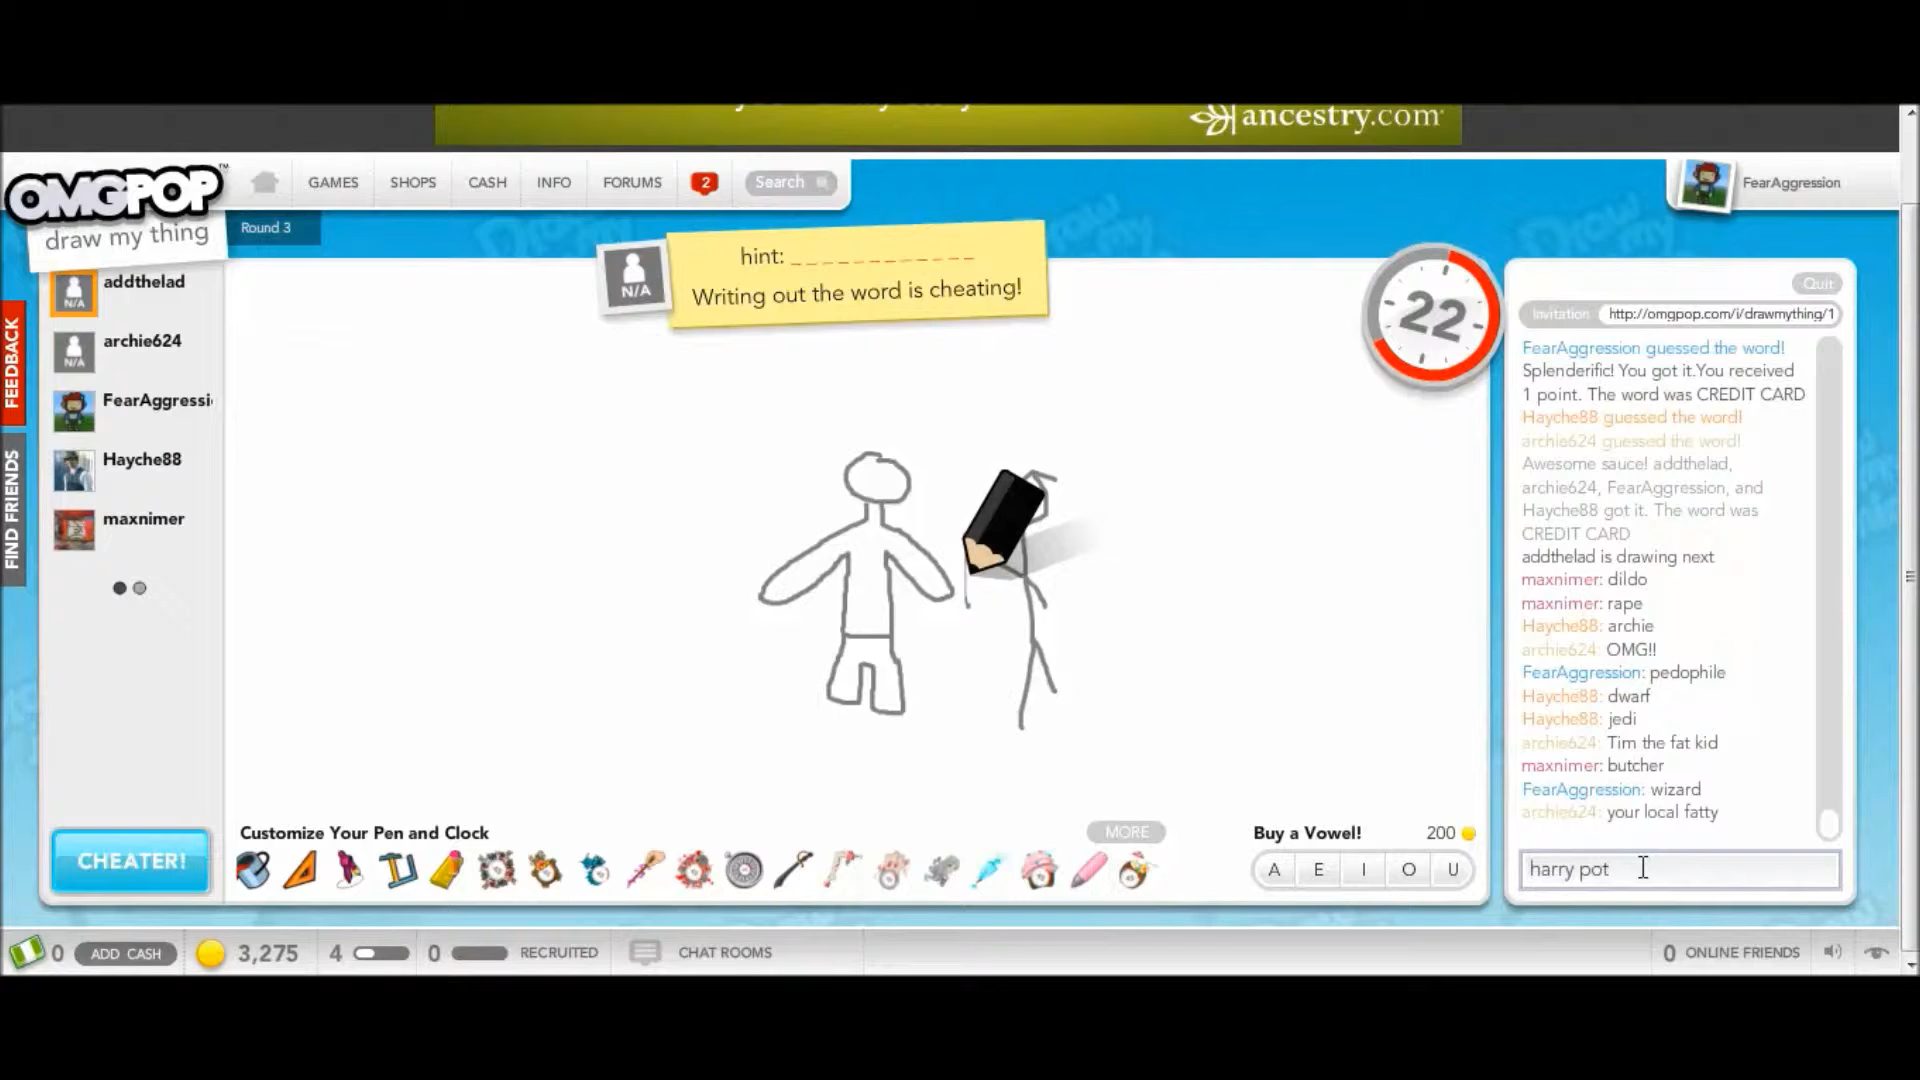 ancestry.com
OMGPOP™
draw my thing
GAMES
SHOPS
CASH
INFO
FORUMS
2
Search
FearAggression
Round 3
FEEDBACK
FIND FRIENDS
N/A
addthelad
N/A
archie624
FearAggressi
Hayche88
maxnimer
CHEATER!
N/A
hint: _ _ _ _ _ _ _ _ _ _ _ _
Writing out the word is cheating!
22
Quit
Invitation http://omgpop.com/i/drawmything/1
FearAggression guessed the word!
Splenderific! You got it.You received
1 point. The word was CREDIT CARD
Hayche88 guessed the word!
archie624 guessed the word!
Awesome sauce! addthelad,
archie624, FearAggression, and
Hayche88 got it. The word was
CREDIT CARD
addthelad is drawing next
maxnimer: dildo
maxnimer: rape
Hayche88: archie
archie624: OMG!!
FearAggression: pedophile
Hayche88: dwarf
Hayche88: jedi
archie624: Tim the fat kid
maxnimer: butcher
FearAggression: wizard
archie624: your local fatty
harry pot
Customize Your Pen and Clock
MORE
Buy a Vowel!
200
A E I O U
0
ADD CASH
3,275
4
0
RECRUITED
CHAT ROOMS
0 ONLINE FRIENDS